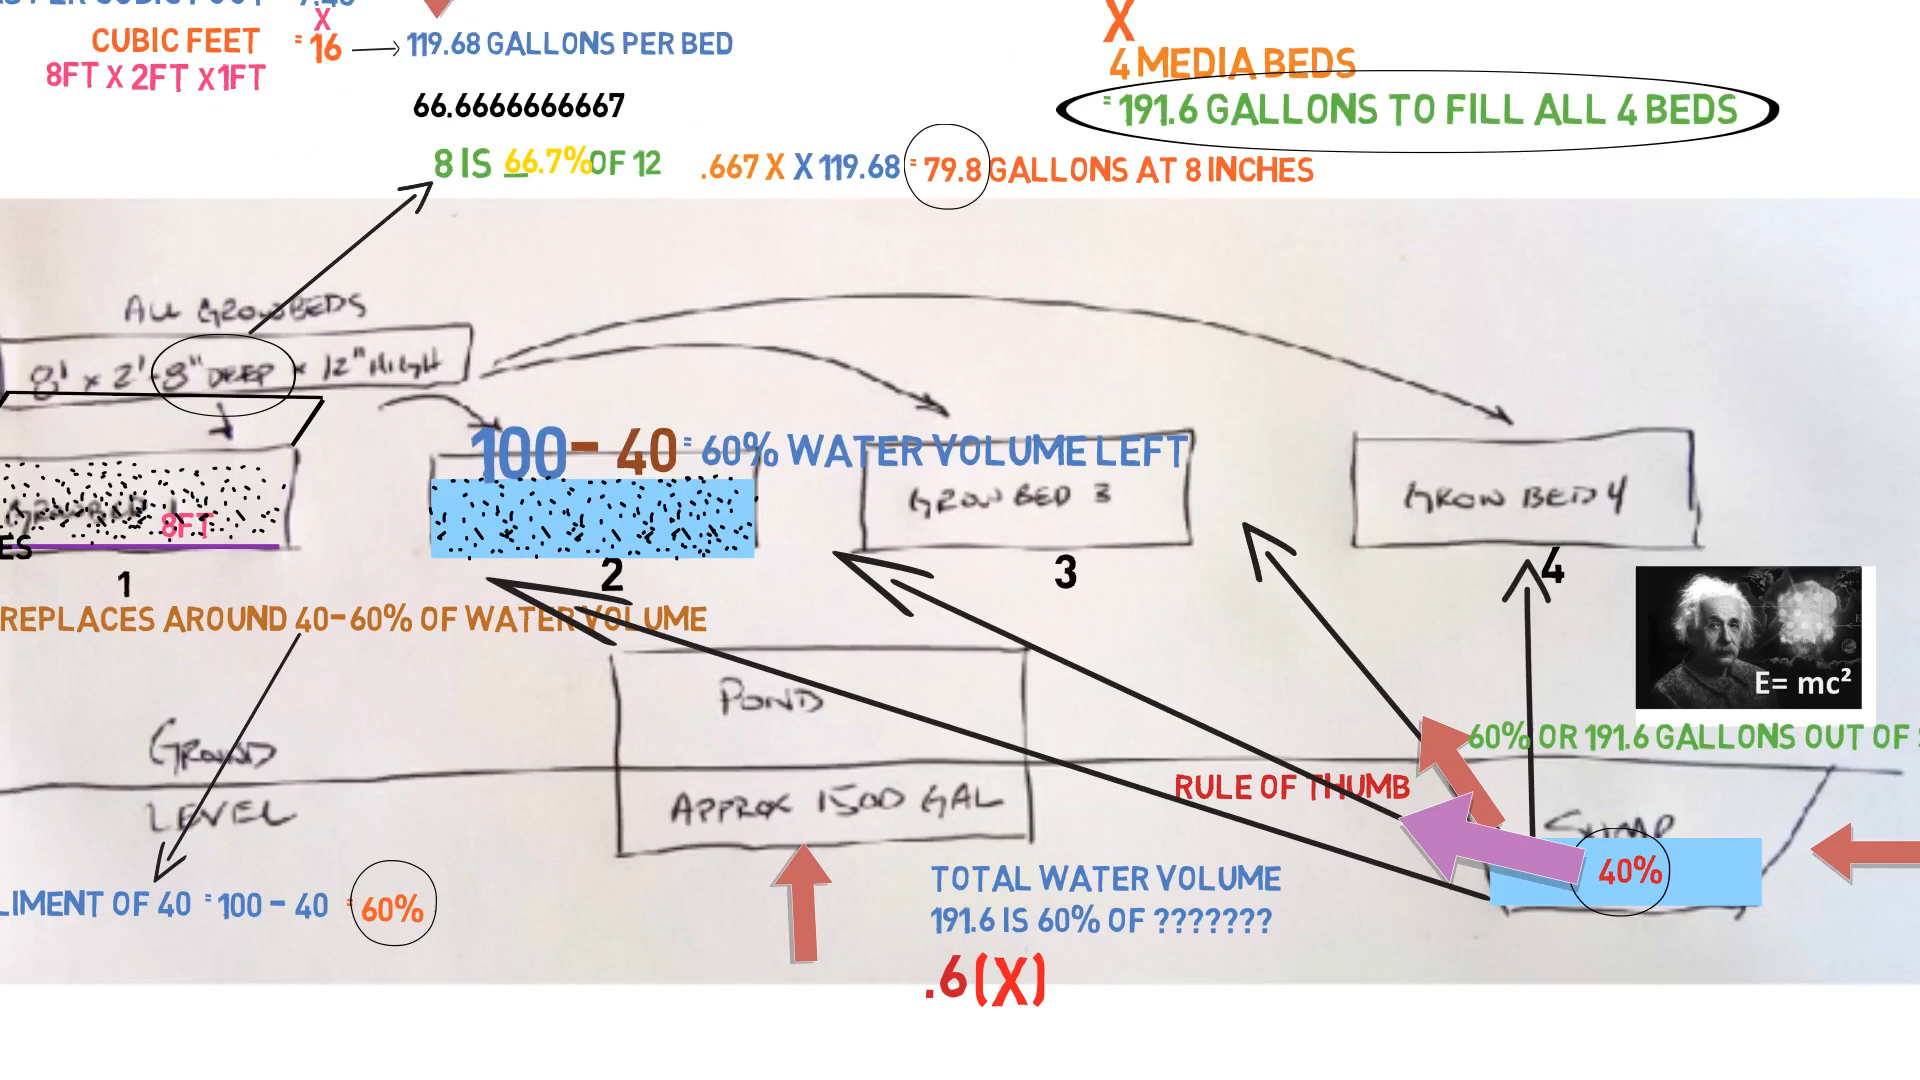 CUBIC FEET
8FT X 2FT X1FT
X
= 16
119.68 GALLONS PER BED
66.6666666667
8 IS 66.7% OF 12
.667 X X 119.68 = 79.8 GALLONS AT 8 INCHES
X
4 MEDIA BEDS
= 191.6 GALLONS TO FILL ALL 4 BEDS
ALL GROWBEDS
8' x 2' 8" DEEP x 12" HIGH
100 - 40 = 60% WATER VOLUME LEFT
8FT
GROW BED 3
GROW BED 4
1
2
3
4
REPLACES AROUND 40-60% OF WATER VOLUME
E= mc²
POND
GROUND
LEVEL
APPROX 1500 GAL
60% OR 191.6 GALLONS OUT OF
RULE OF THUMB
SUMP
40%
LIMENT OF 40 = 100 - 40 = 60%
TOTAL WATER VOLUME
191.6 IS 60% OF ???????
.6(X)